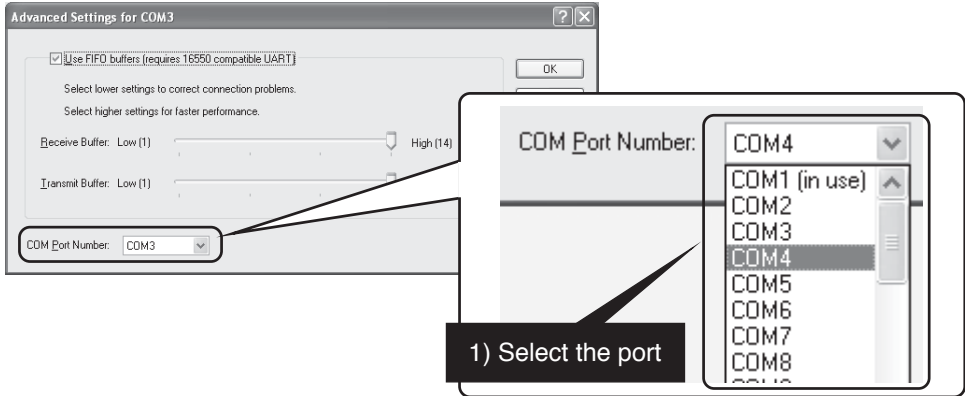 Advanced Settings for COM3
Use FIFO buffers (requires 16550 compatible UART)
OK
Select lower settings to correct connection problems.
Select higher settings for faster performance.
Receive Buffer: Low (1) High (14)
Transmit Buffer: Low (1)
COM Port Number: COM3
COM Port Number: COM4
COM1 (in use)
COM2
COM3
COM4
COM5
COM6
COM7
COM8
1) Select the port